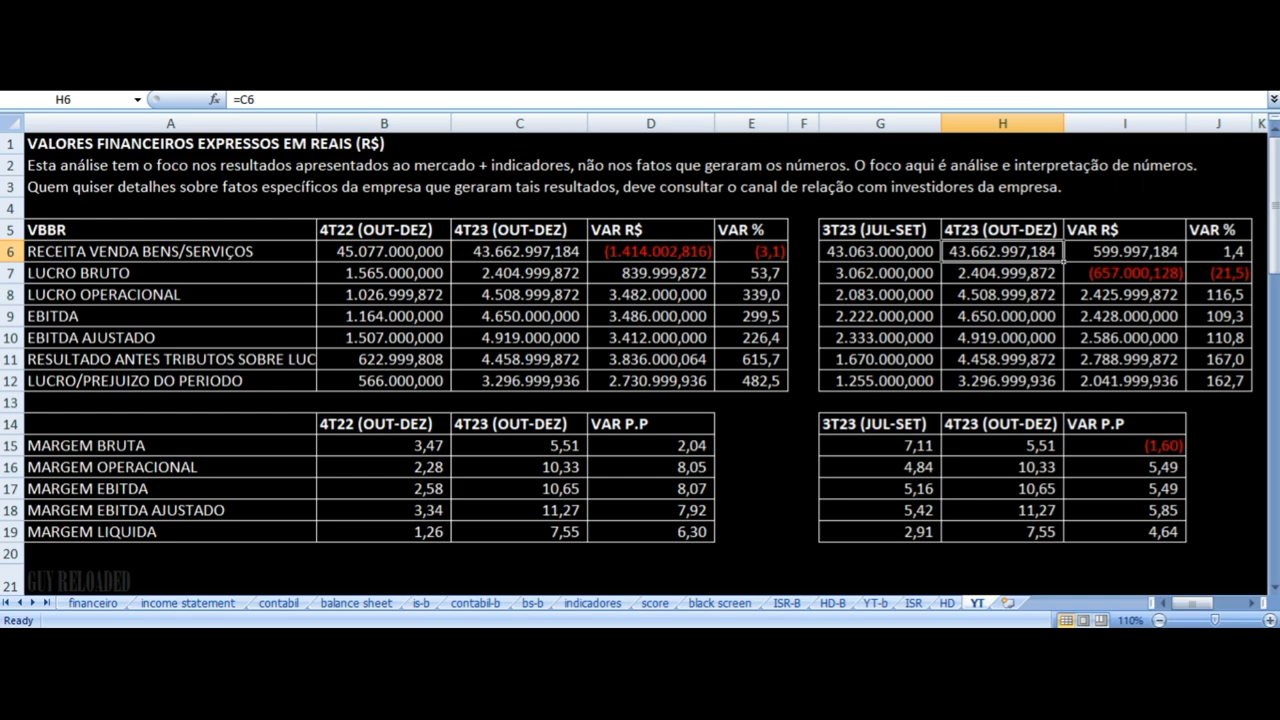 H6 fx =C6
A B C D E F G H I J K
1 VALORES FINANCEIROS EXPRESSOS EM REAIS (R$)
2 Esta análise tem o foco nos resultados apresentados ao mercado + indicadores, não nos fatos que geraram os números. O foco aqui é análise e interpretação de números.
3 Quem quiser detalhes sobre fatos específicos da empresa que geraram tais resultados, deve consultar o canal de relação com investidores da empresa.
4
5 VBBR 4T22 (OUT-DEZ) 4T23 (OUT-DEZ) VAR R$ VAR % 3T23 (JUL-SET) 4T23 (OUT-DEZ) VAR R$ VAR %
6 RECEITA VENDA BENS/SERVIÇOS 45.077.000,000 43.662.997,184 (1.414.002,816) (3,1) 43.063.000,000 43.662.997,184 599.997,184 1,4
7 LUCRO BRUTO 1.565.000,000 2.404.999,872 839.999,872 53,7 3.062.000,000 2.404.999,872 (657.000,128) (21,5)
8 LUCRO OPERACIONAL 1.026.999,872 4.508.999,872 3.482.000,000 339,0 2.083.000,000 4.508.999,872 2.425.999,872 116,5
9 EBITDA 1.164.000,000 4.650.000,000 3.486.000,000 299,5 2.222.000,000 4.650.000,000 2.428.000,000 109,3
10 EBITDA AJUSTADO 1.507.000,000 4.919.000,000 3.412.000,000 226,4 2.333.000,000 4.919.000,000 2.586.000,000 110,8
11 RESULTADO ANTES TRIBUTOS SOBRE LUC 622.999,808 4.458.999,872 3.836.000,064 615,7 1.670.000,000 4.458.999,872 2.788.999,872 167,0
12 LUCRO/PREJUIZO DO PERIODO 566.000,000 3.296.999,936 2.730.999,936 482,5 1.255.000,000 3.296.999,936 2.041.999,936 162,7
13
14 4T22 (OUT-DEZ) 4T23 (OUT-DEZ) VAR P.P 3T23 (JUL-SET) 4T23 (OUT-DEZ) VAR P.P
15 MARGEM BRUTA 3,47 5,51 2,04 7,11 5,51 (1,60)
16 MARGEM OPERACIONAL 2,28 10,33 8,05 4,84 10,33 5,49
17 MARGEM EBITDA 2,58 10,65 8,07 5,16 10,65 5,49
18 MARGEM EBITDA AJUSTADO 3,34 11,27 7,92 5,42 11,27 5,85
19 MARGEM LIQUIDA 1,26 7,55 6,30 2,91 7,55 4,64
20
21 GUY RELOADED
financeiro income statement contabil balance sheet is-b contabil-b bs-b indicadores score black screen ISR-B HD-B YT-b ISR HD YT
Ready 110%